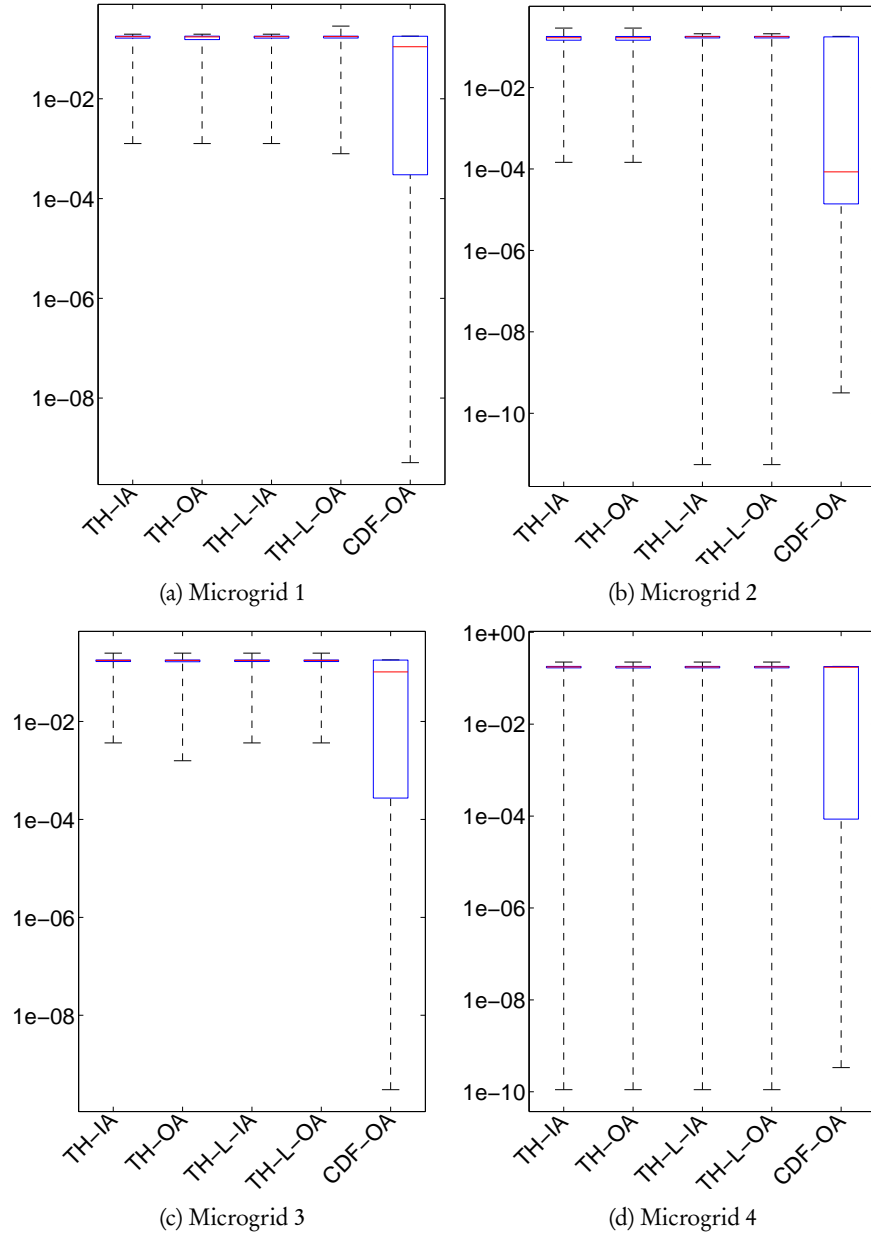 1e−02
1e−04
1e−06
1e−08
TH−IA
TH−OA
TH−L−IA
TH−L−OA
CDF−OA
(a) Microgrid 1
1e−02
1e−04
1e−06
1e−08
1e−10
TH−IA
TH−OA
TH−L−IA
TH−L−OA
CDF−OA
(b) Microgrid 2
1e−02
1e−04
1e−06
1e−08
TH−IA
TH−OA
TH−L−IA
TH−L−OA
CDF−OA
(c) Microgrid 3
1e+00
1e−02
1e−04
1e−06
1e−08
1e−10
TH−IA
TH−OA
TH−L−IA
TH−L−OA
CDF−OA
(d) Microgrid 4